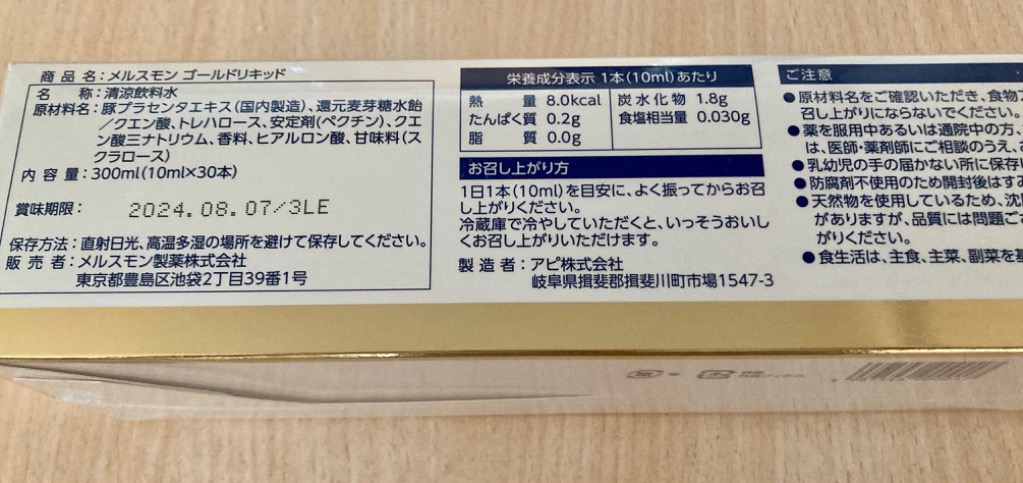 商品名：メルスモン ゴールドリキッド
名称：清涼飲料水
原材料名：豚プラセンタエキス（国内製造）、還元麦芽糖水飴
／クエン酸、トレハロース、安定剤（ペクチン）、クエ
ン酸三ナトリウム、香料、ヒアルロン酸、甘味料（ス
クラロース）
内容量：300ml（10ml×30本）
賞味期限：2024.08.07/3LE
保存方法：直射日光、高温多湿の場所を避けて保存してください。
販売者：メルスモン製薬株式会社
東京都豊島区池袋2丁目39番1号
栄養成分表示 1本（10ml）あたり
熱量 8.0kcal 炭水化物 1.8g
たんぱく質 0.2g 食塩相当量 0.030g
脂質 0.0g
お召し上がり方
1日1本（10ml）を目安に、よく振ってからお召
し上がりください。
冷蔵庫で冷やしていただくと、いっそうおいし
くお召し上がりいただけます。
製造者：アピ株式会社
岐阜県揖斐郡揖斐川町市場1547-3
ご注意
●原材料名をご確認いただき、食物ア
召し上がりにならないでください。
●薬を服用中あるいは通院中の方、
は、医師・薬剤師にご相談のうえ、
●乳幼児の手の届かない所に保存
●防腐剤不使用のため開封後はす
●天然物を使用しているため、沈
がありますが、品質には問題ご
がりください。
●食生活は、主食、主菜、副菜を基